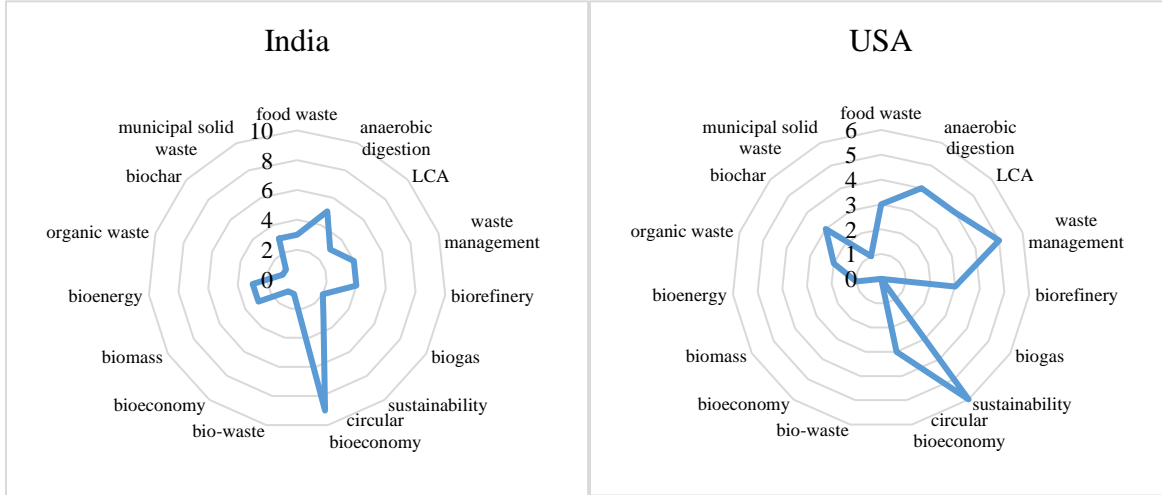 India
food waste
anaerobic
digestion
LCA
waste
management
biorefinery
biogas
sustainability
circular
bioeconomy
bio-waste
bioeconomy
biomass
bioenergy
organic waste
biochar
municipal solid
waste
10
8
6
4
2
0
USA
food waste
anaerobic
digestion
LCA
waste
management
biorefinery
biogas
sustainability
circular
bioeconomy
bio-waste
bioeconomy
biomass
bioenergy
organic waste
biochar
municipal solid
waste
6
5
4
3
2
1
0